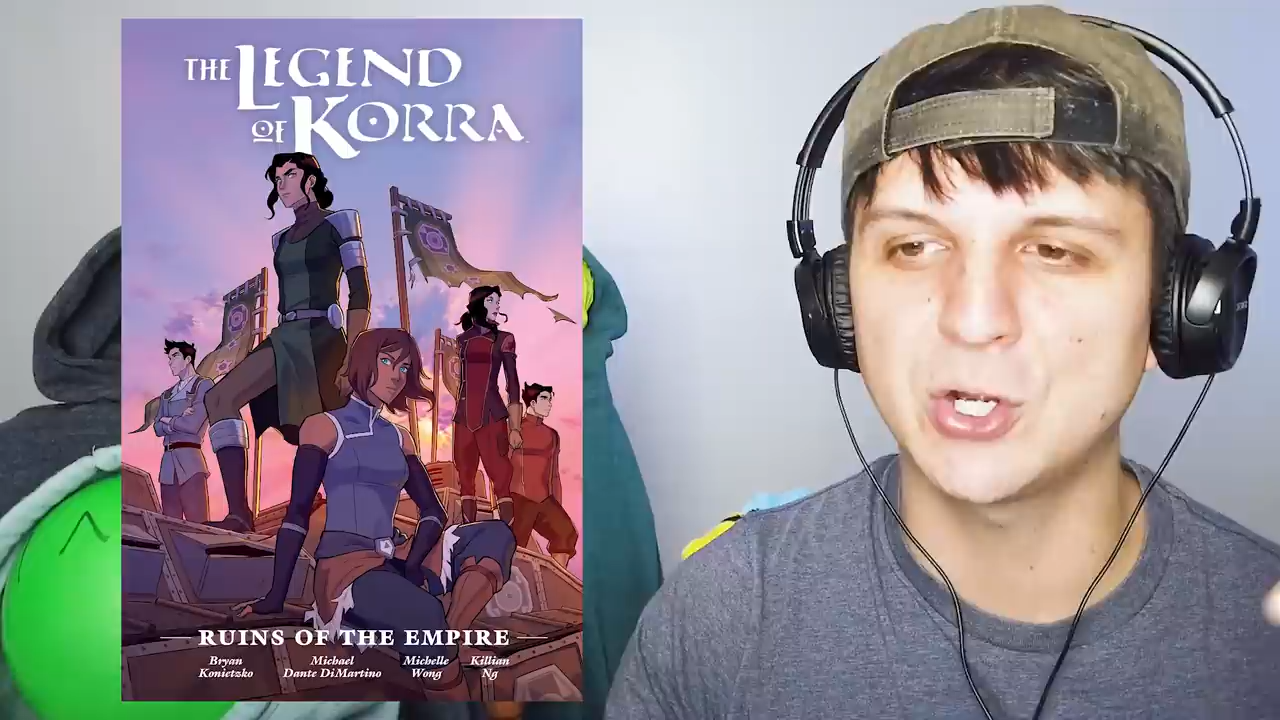 THE LEGEND
OF KORRA
RUINS OF THE EMPIRE
Bryan Michael Michelle Killian
Konietzko Dante DiMartino Wong Ng